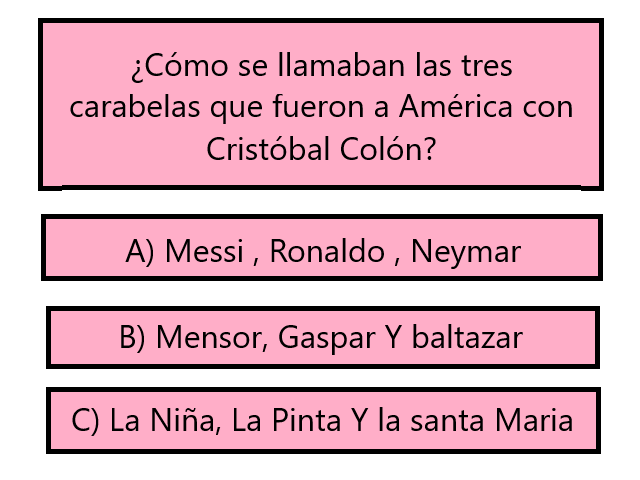 ¿Cómo se llamaban las tres
carabelas que fueron a América con
Cristóbal Colón?
A) Messi , Ronaldo , Neymar
B) Mensor, Gaspar Y baltazar
C) La Niña, La Pinta Y la santa Maria